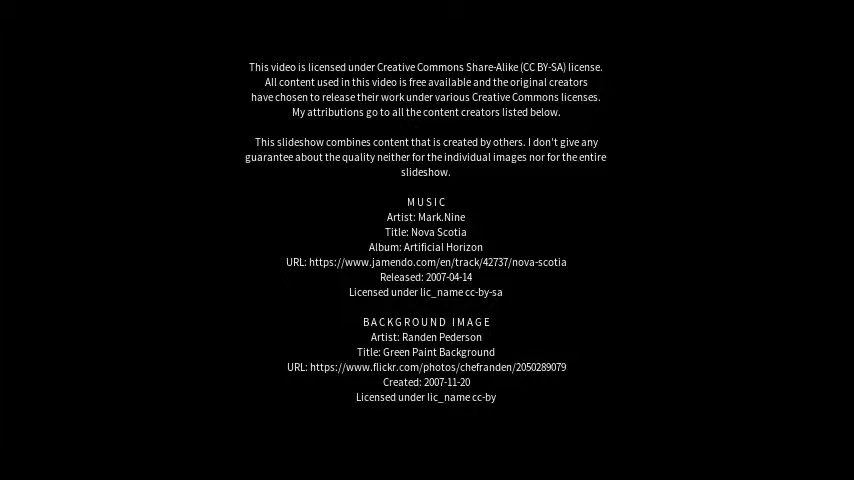 This video is licensed under Creative Commons Share-Alike (CC BY-SA) license.
All content used in this video is free available and the original creators
have chosen to release their work under various Creative Commons licenses.
My attributions go to all the content creators listed below.
This slideshow combines content that is created by others. I don't give any
guarantee about the quality neither for the individual images nor for the entire
slideshow.
MUSIC
Artist: Mark.Nine
Title: Nova Scotia
Album: Artificial Horizon
URL: https://www.jamendo.com/en/track/42737/nova-scotia
Released: 2007-04-14
Licensed under lic_name cc-by-sa
BACKGROUND IMAGE
Artist: Randen Pederson
Title: Green Paint Background
URL: https://www.flickr.com/photos/chefranden/2050289079
Created: 2007-11-20
Licensed under lic_name cc-by